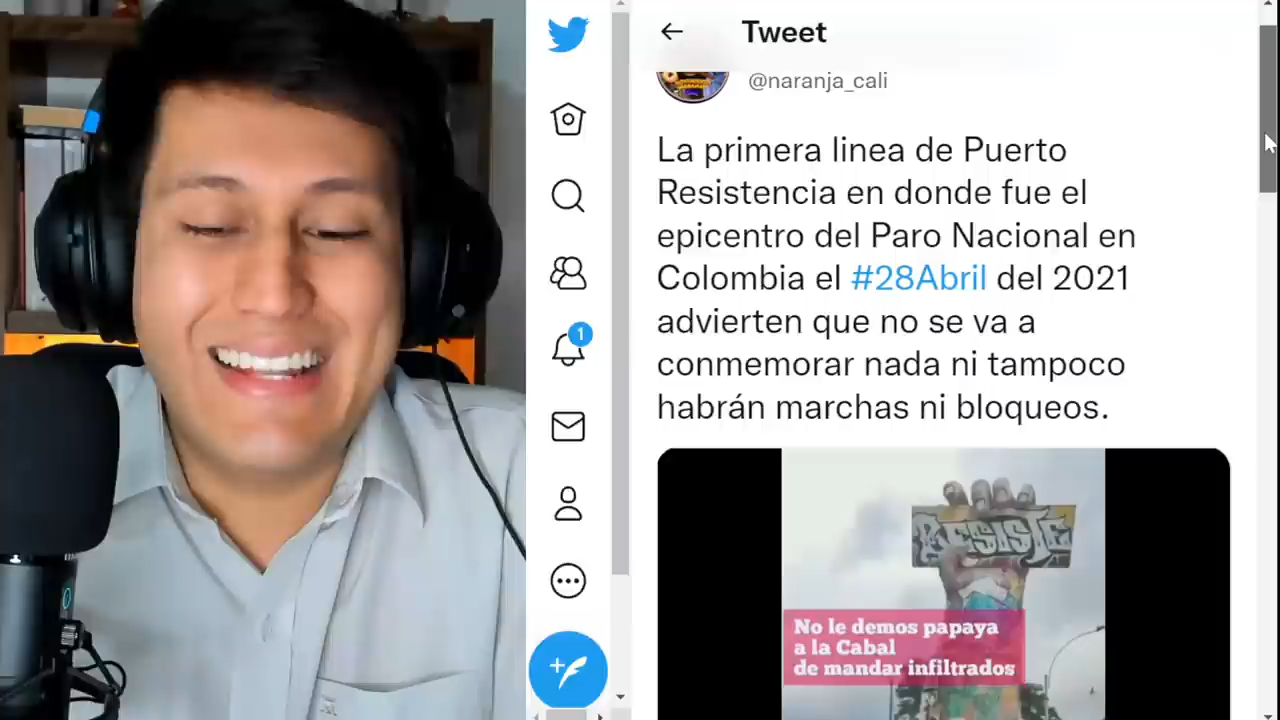 Tweet
@naranja_cali
La primera linea de Puerto
Resistencia en donde fue el
epicentro del Paro Nacional en
Colombia el #28Abril del 2021
advierten que no se va a
conmemorar nada ni tampoco
habrán marchas ni bloqueos.
1
RESISTE
No le demos papaya
a la Cabal
de mandar infiltrados